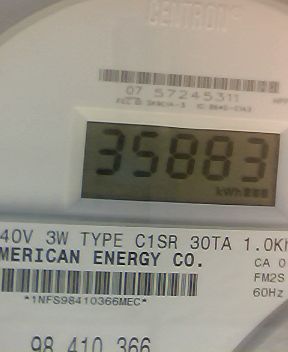 CENTRON
07 57245311
35883
kWh
40V 3W TYPE C1SR 30TA 1.0Kh
MERICAN ENERGY CO.
CA 0
FM2S
60Hz
*1NFS98410366MEC*
98 410 366